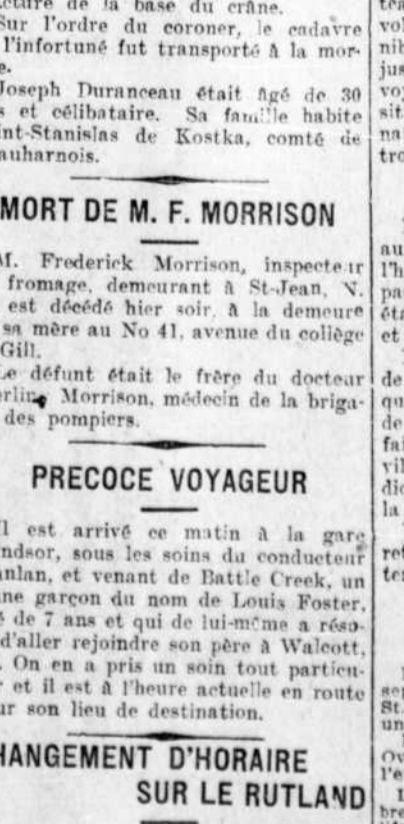 de la base du crâne.
Sur l'ordre du coroner, le cadavre
l'infortuné fut transporté à la mor-
Joseph Duranceau était âgé de 30
et célibataire. Sa famille habite
int-Stanislas de Kostka, comté de
auharnois.
MORT DE M. F. MORRISON
M. Frederick Morrison, inspecteur
fromage, demeurant à St-Jean, N.
est décédé hier soir, à la demeure
sa mère au No 41, avenue du collège
Gill.
Le défunt était le frère du docteur
Morrison, médecin de la briga-
des pompiers.
PRECOCE VOYAGEUR
Il est arrivé ce matin à la gare
ndsor, sous les soins du conducteur
anlan, et venant de Battle Creek, un
ne garçon du nom de Louis Foster,
é de 7 ans et qui de lui-même a réso-
d'aller rejoindre son père à Walcott,
On en a pris un soin tout particu-
et il est à l'heure actuelle en route
ur son lieu de destination.
HANGEMENT D'HORAIRE
SUR LE RUTLAND